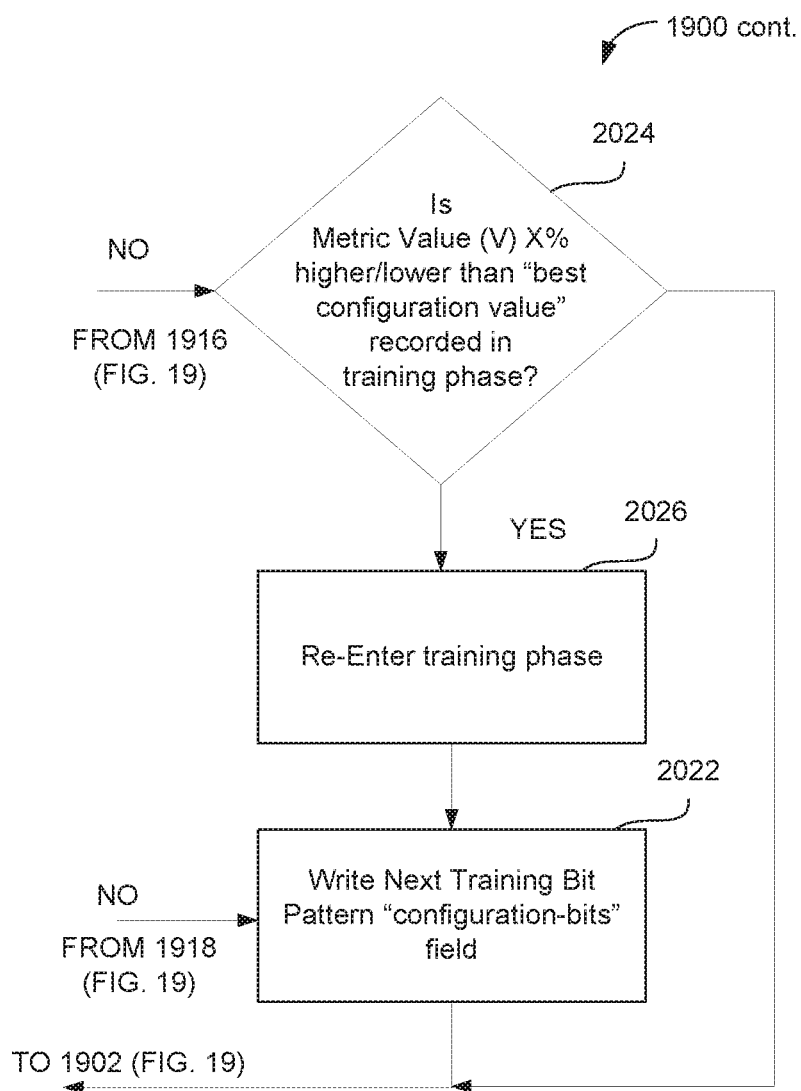 1900 cont.
2024
Is
Metric Value (V) X%
higher/lower than “best
configuration value”
recorded in
training phase?
NO
FROM 1916
(FIG. 19)
YES
2026
Re-Enter training phase
2022
Write Next Training Bit
Pattern “configuration-bits”
field
NO
FROM 1918
(FIG. 19)
TO 1902 (FIG. 19)